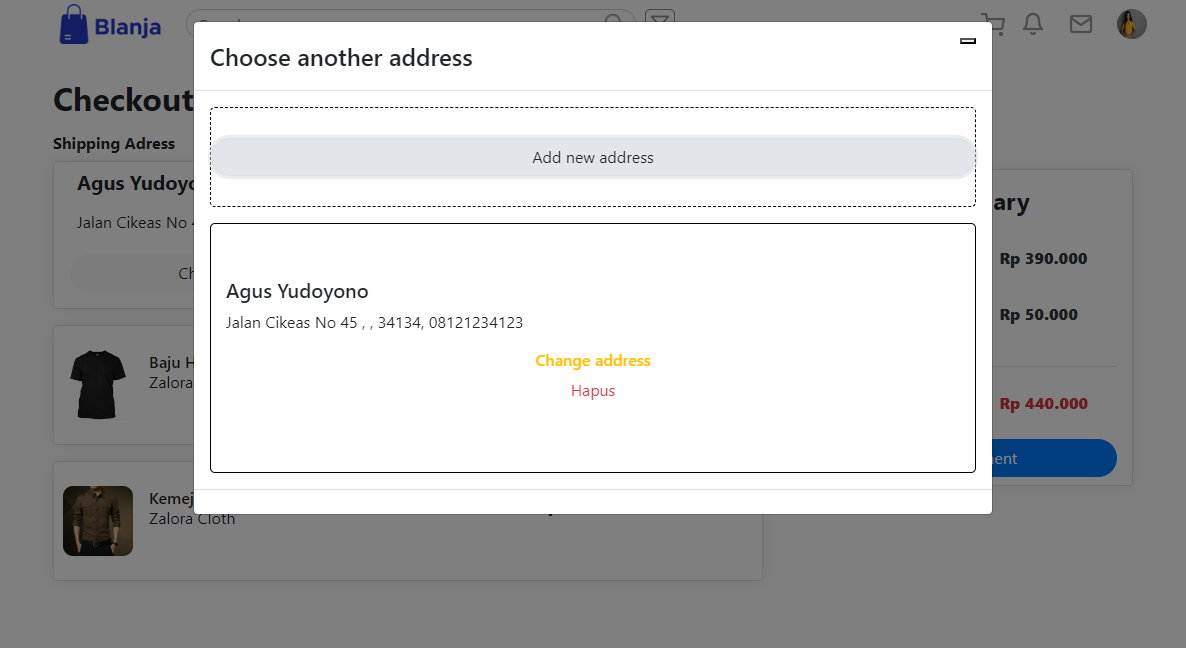 Blanja
Choose another address
Checkout
Add new address
Shipping Adress
Agus Yudoyo
Jalan Cikeas No 4
Ch
ary
Rp 390.000
Rp 50.000
Rp 440.000
Agus Yudoyono
Jalan Cikeas No 45 , , 34134, 08121234123
Change address
Hapus
Baju H
Zalora
Kemej
Zalora Cloth
ent